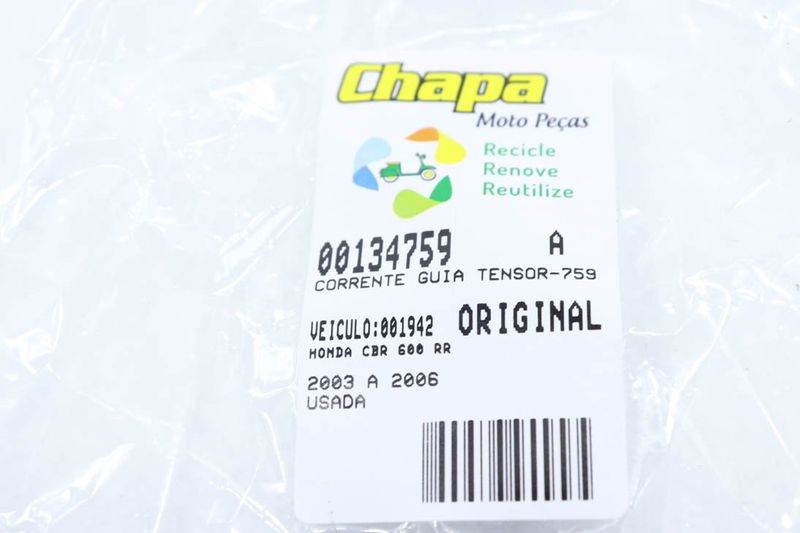 Chapa
Moto Peças
Recicle
Renove
Reutilize
00134759 A
CORRENTE GUIA TENSOR-759
VEICULO:001942 ORIGINAL
HONDA CBR 600 RR
2003 A 2006
USADA